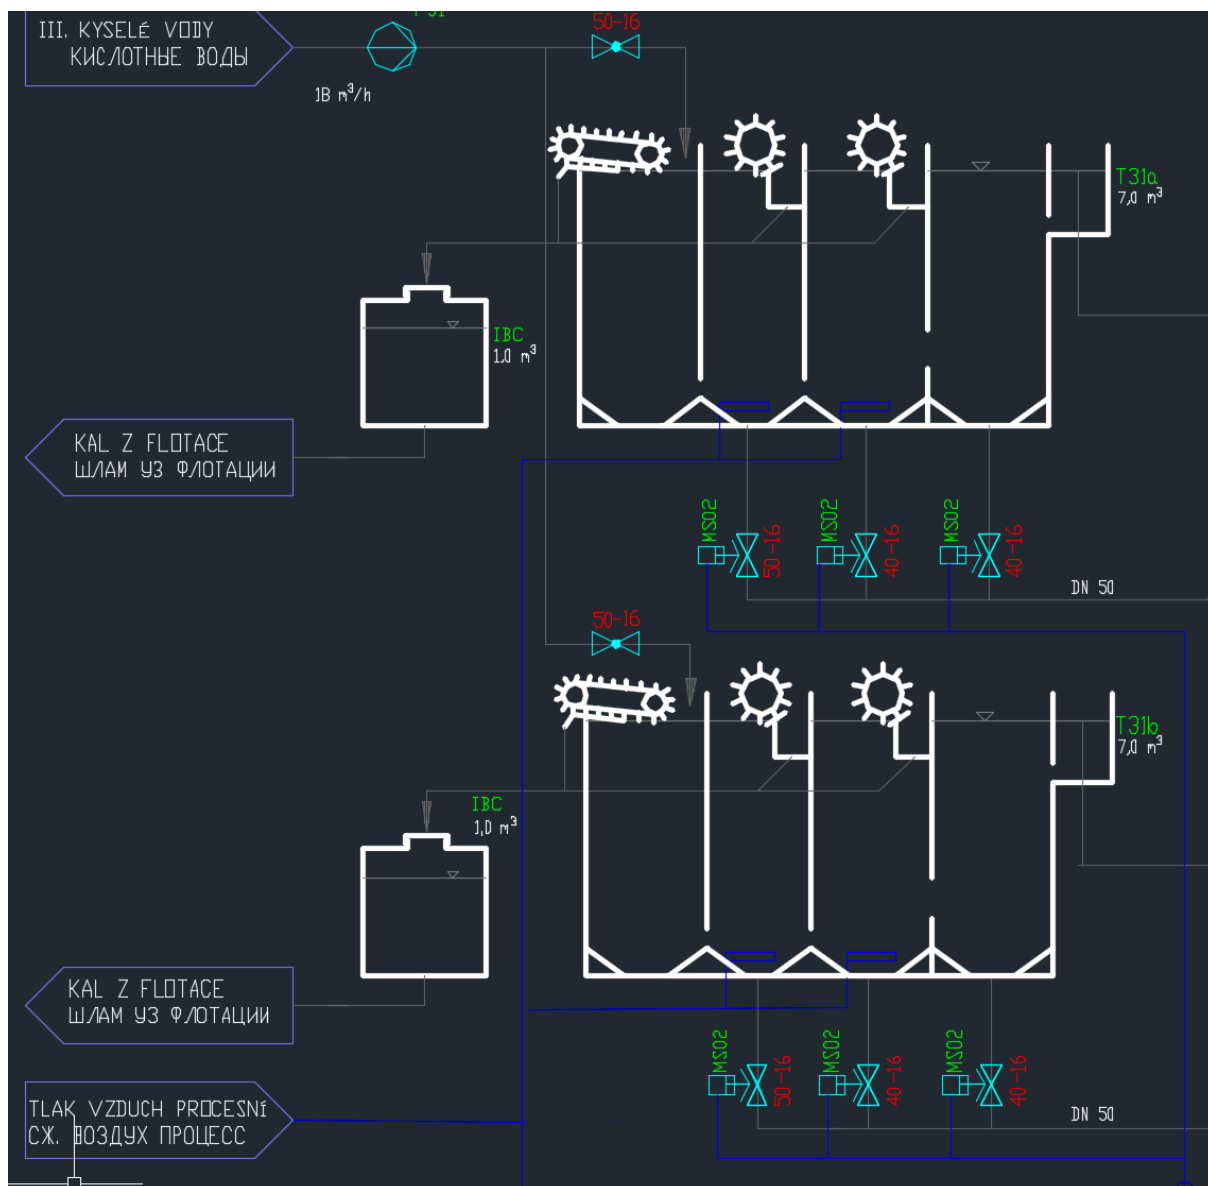 50-16
III. KYSELÉ VODY
КИСЛОТНЫЕ ВОДЫ
18 m³/h
T31a
7,0 m³
IBC
1,0 m³
KAL Z FLOTACE
ШЛАМ УЗ ФЛОТАЦИИ
MS02
50-16
MS02
40-16
MS02
40-16
DN 50
50-16
T31b
7,0 m³
IBC
1,0 m³
KAL Z FLOTACE
ШЛАМ УЗ ФЛОТАЦИИ
MS02
50-16
MS02
40-16
MS02
40-16
DN 50
TLAK VZDUCH PROCESNÍ
СЖ. ВОЗДУХ ПРОЦЕСС